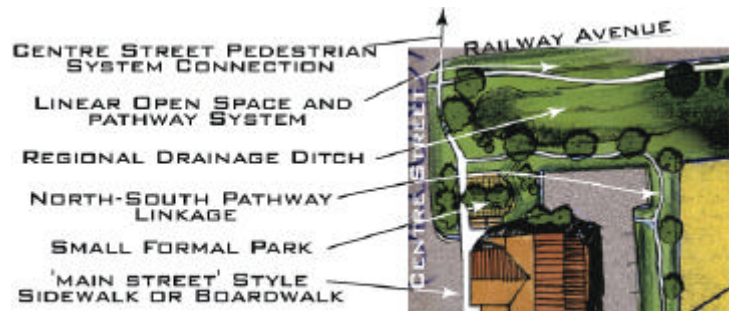 RAILWAY AVENUE
CENTRE STREET PEDESTRIAN
SYSTEM CONNECTION
LINEAR OPEN SPACE AND
PATHWAY SYSTEM
REGIONAL DRAINAGE DITCH
NORTH-SOUTH PATHWAY
LINKAGE
SMALL FORMAL PARK
'MAIN STREET' STYLE
SIDEWALK OR BOARDWALK
CENTRE STREET